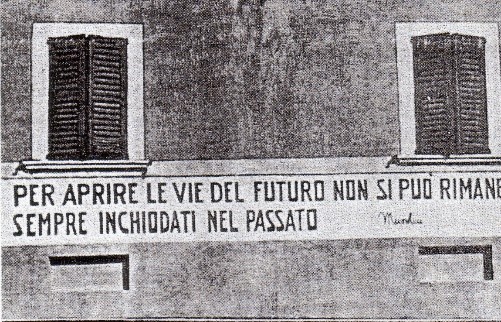 PER APRIRE LE VIE DEL FUTURO NON SI PUÒ RIMANE
SEMPRE INCHIODATI NEL PASSATO